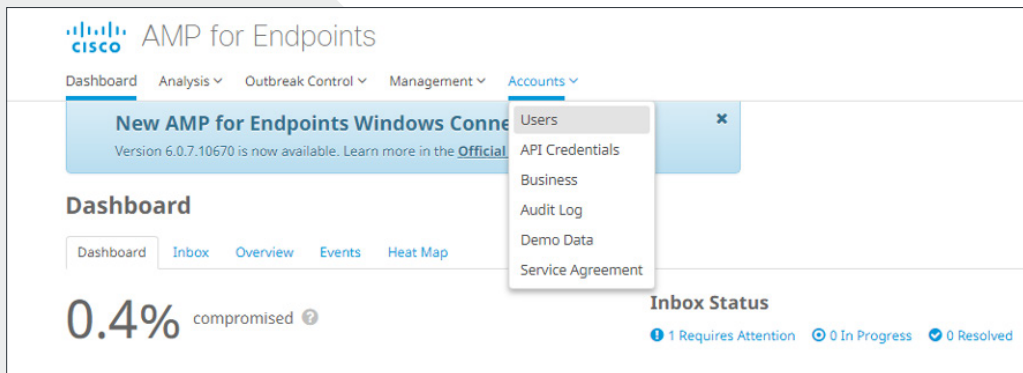 cisco AMP for Endpoints
Dashboard Analysis Outbreak Control Management Accounts
New AMP for Endpoints Windows Conne
Version 6.0.7.10670 is now available. Learn more in the Official
Users
API Credentials
Business
Audit Log
Demo Data
Service Agreement
Dashboard
Dashboard Inbox Overview Events Heat Map
0.4% compromised ?
Inbox Status
1 Requires Attention 0 In Progress 0 Resolved